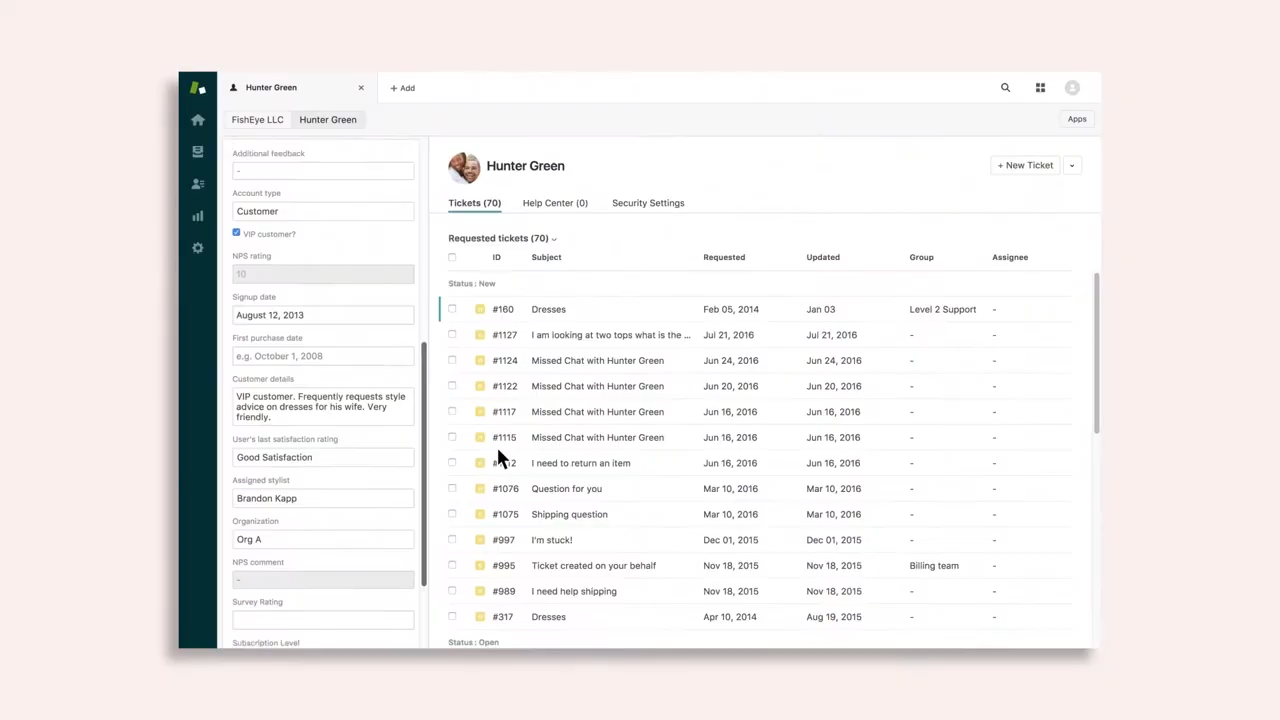 Hunter Green
+ Add
FishEye LLC
Hunter Green
Apps
Additional feedback
-
Account type
Customer
VIP customer?
NPS rating
10
Signup date
August 12, 2013
First purchase date
e.g. October 1, 2008
Customer details
VIP customer. Frequently requests style
advice on dresses for his wife. Very
friendly.
User's last satisfaction rating
Good Satisfaction
Assigned stylist
Brandon Kapp
Organization
Org A
NPS comment
-
Survey Rating
Subscription Level
Hunter Green
+ New Ticket
Tickets (70) Help Center (0) Security Settings
Requested tickets (70)
ID Subject Requested Updated Group Assignee
Status : New
#160 Dresses Feb 05, 2014 Jan 03 Level 2 Support -
#1127 I am looking at two tops what is the ... Jul 21, 2016 Jul 21, 2016 - -
#1124 Missed Chat with Hunter Green Jun 24, 2016 Jun 24, 2016 - -
#1122 Missed Chat with Hunter Green Jun 20, 2016 Jun 20, 2016 - -
#1117 Missed Chat with Hunter Green Jun 16, 2016 Jun 16, 2016 - -
#1115 Missed Chat with Hunter Green Jun 16, 2016 Jun 16, 2016 - -
I need to return an item Jun 16, 2016 Jun 16, 2016 - -
#1076 Question for you Mar 10, 2016 Mar 10, 2016 - -
#1075 Shipping question Mar 10, 2016 Mar 10, 2016 - -
#997 I'm stuck! Dec 01, 2015 Dec 01, 2015 - -
#995 Ticket created on your behalf Nov 18, 2015 Nov 18, 2015 Billing team -
#989 I need help shipping Nov 18, 2015 Nov 18, 2015 - -
#317 Dresses Apr 10, 2014 Aug 19, 2015 - -
Status : Open